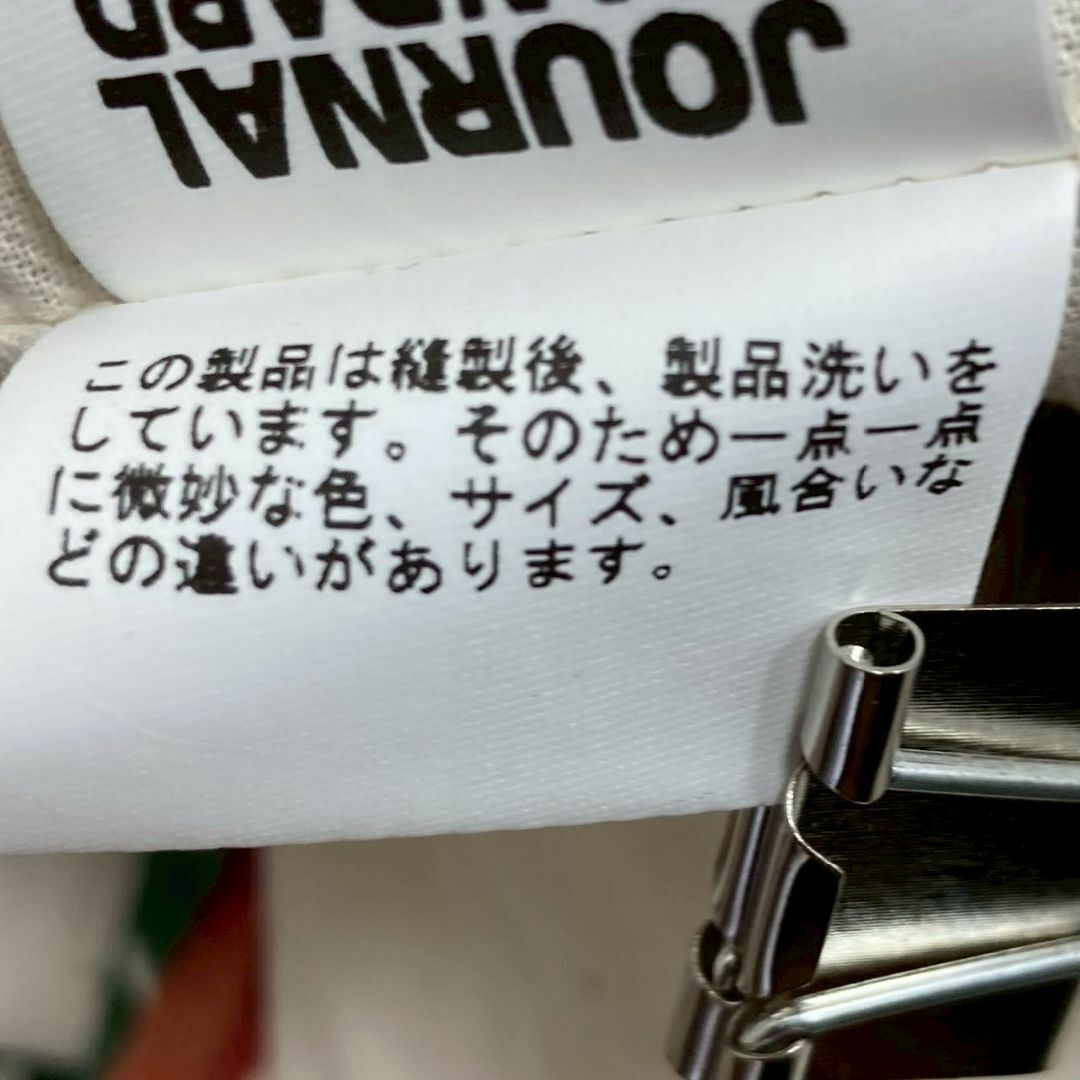 JOURNAL
この製品は縫製後、製品洗いを
しています。そのため一点一点
に微妙な色、サイズ、風合いな
どの違いがあります。